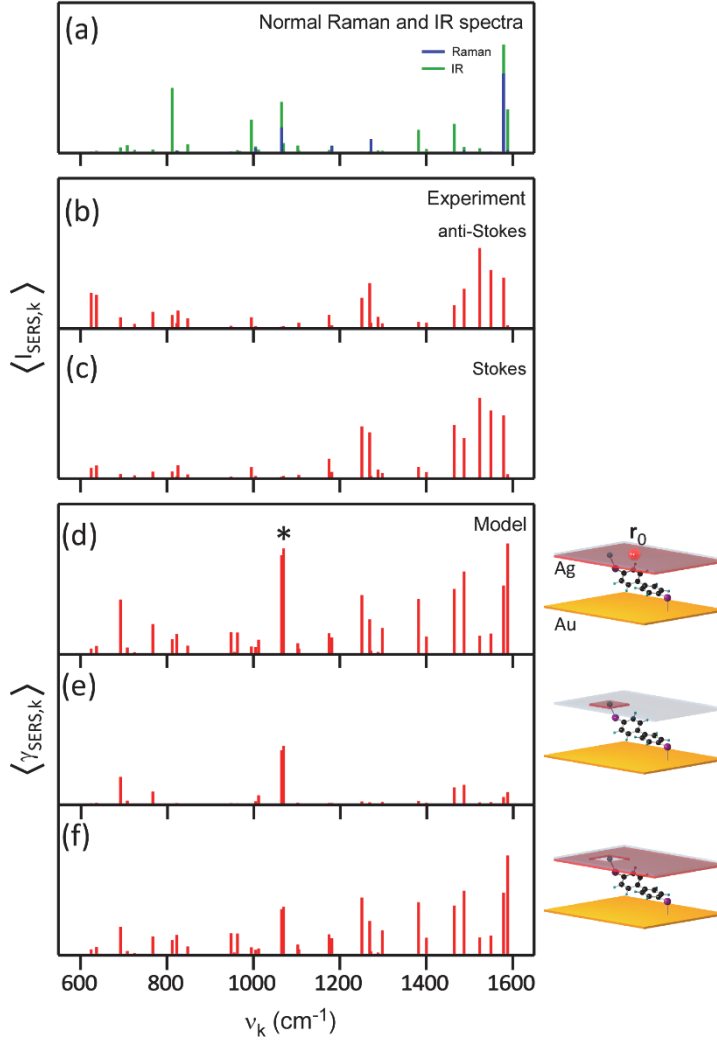 (a)
Normal Raman and IR spectra
Raman
IR
(b)
Experiment
anti-Stokes
⟨I_SERS,k⟩
(c)
Stokes
(d)
*
Model
r₀
Ag
Au
(e)
⟨γ_SERS,k⟩
(f)
600 800 1000 1200 1400 1600
ν_k (cm⁻¹)